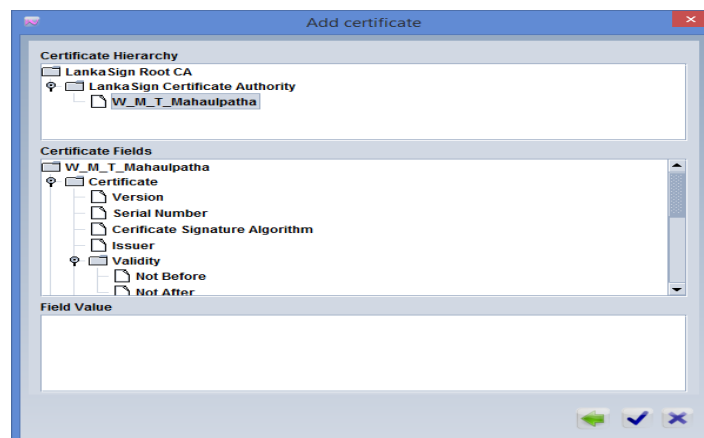 Add certificate
Certificate Hierarchy
LankaSign Root CA
LankaSign Certificate Authority
W_M_T_Mahaulpatha
Certificate Fields
W_M_T_Mahaulpatha
Certificate
Version
Serial Number
Cerificate Signature Algorithm
Issuer
Validity
Not Before
Not After
Field Value